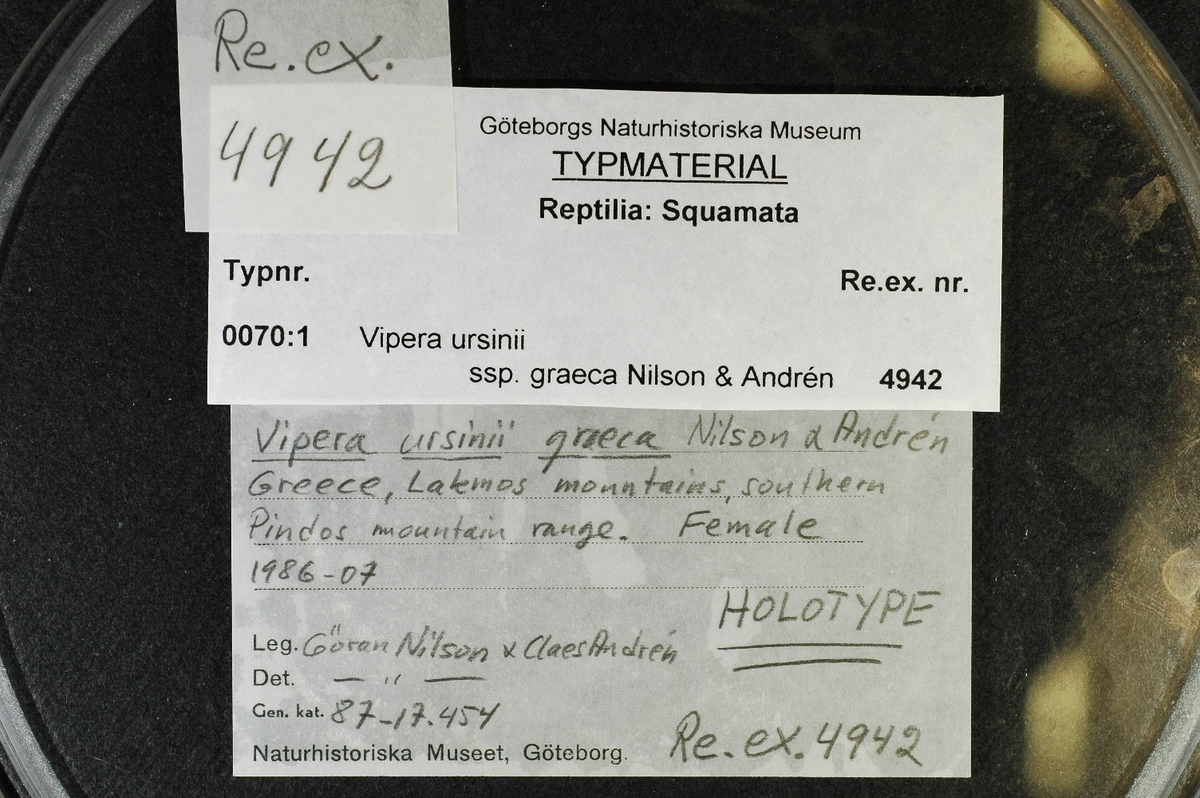 Re.ex.
4942
Göteborgs Naturhistoriska Museum
TYPMATERIAL
Reptilia: Squamata
Typnr. Re.ex. nr.
0070:1 Vipera ursinii
ssp. graeca Nilson & Andrén 4942
Vipera ursinii graeca Nilson & Andrén
Greece, Lakmos mountains, southern
Pindos mountain range. Female
1986-07
HOLOTYPE
Leg. Göran Nilson & Claes Andrén
Det. — ,, —
Gen. kat. 87-17.454
Naturhistoriska Museet, Göteborg. Re.ex. 4942